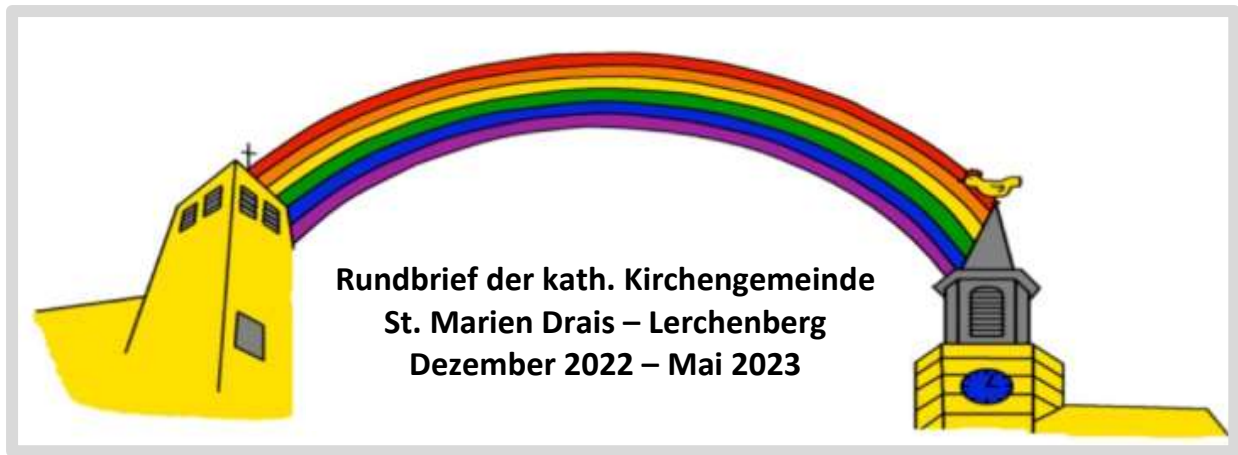 Rundbrief der kath. Kirchengemeinde
St. Marien Drais – Lerchenberg
Dezember 2022 – Mai 2023